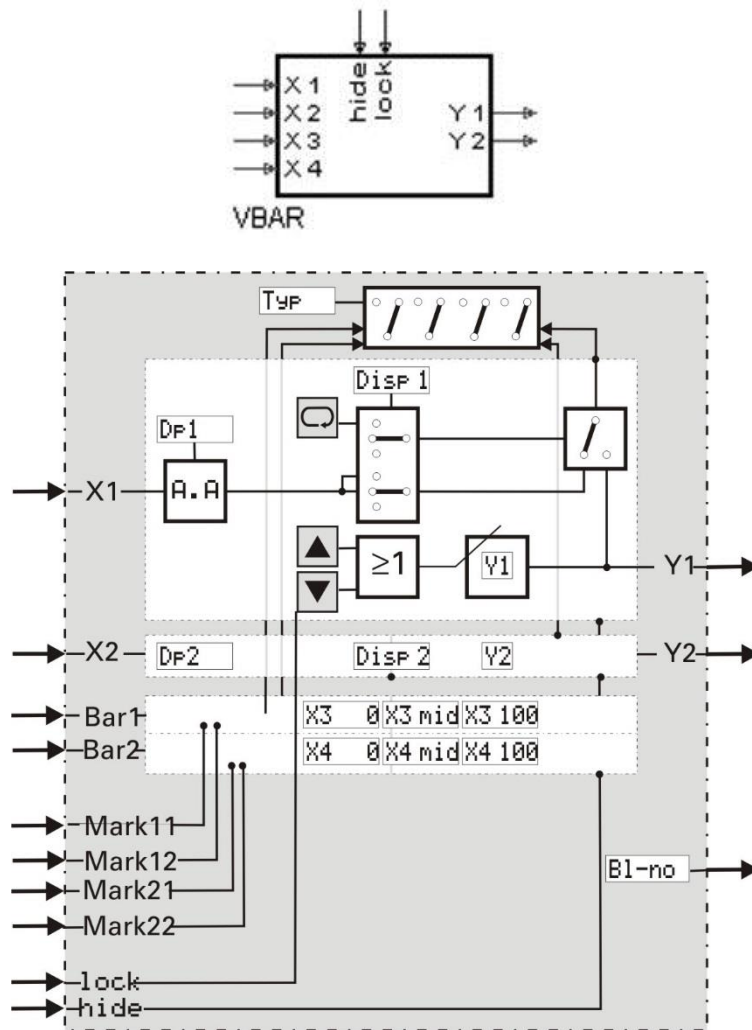 hide lock
X1
X2
X3
X4
Y1
Y2
VBAR
Typ
Disp 1
Dp1
A.A
X1
≥1
Y1
Y1
X2
Dp2 Disp 2 Y2
Y2
Bar1
X3 0 X3 mid X3 100
Bar2
X4 0 X4 mid X4 100
Mark11
Mark12
Mark21
Mark22
Bl-no
lock
hide